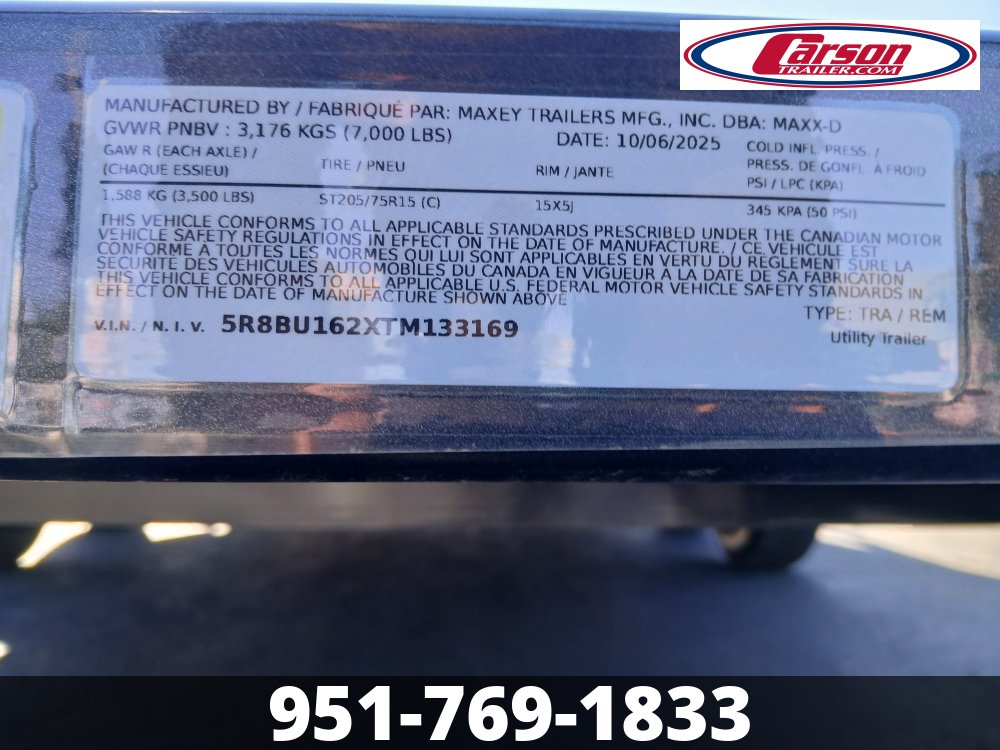 Carson
TRAILER.COM
MANUFACTURED BY / FABRIQUÉ PAR: MAXEY TRAILERS MFG., INC. DBA: MAXX-D
GVWR PNBV : 3,176 KGS (7,000 LBS) DATE: 10/06/2025
GAW R (EACH AXLE) / (CHAQUE ESSIEU) TIRE / PNEU RIM / JANTE COLD INFL. PRESS. / PRESS. DE GONFL. A FROID PSI / LPC (KPA)
1,588 KG (3,500 LBS) ST205/75R15 (C) 15X5J 345 KPA (50 PSI)
THIS VEHICLE CONFORMS TO ALL APPLICABLE STANDARDS PRESCRIBED UNDER THE CANADIAN MOTOR
VEHICLE SAFETY REGULATIONS IN EFFECT ON THE DATE OF MANUFACTURE. / CE VEHICULE EST
CONFORME A TOUTES LES NORMES QUI LUI SONT APPLICABLES EN VERTU DU REGLEMENT SURE LA
SECURITE DES VEHICULES AUTOMOBILES DU CANADA EN VIGUEUR A LA DATE DE SA FABRICATION
THIS VEHICLE CONFORMS TO ALL APPLICABLE U.S. FEDERAL MOTOR VEHICLE SAFETY STANDARDS IN
EFFECT ON THE DATE OF MANUFACTURE SHOWN ABOVE
TYPE: TRA / REM
V.I.N. / N. I. V. 5R8BU162XTM133169
Utility Trailer
951-769-1833